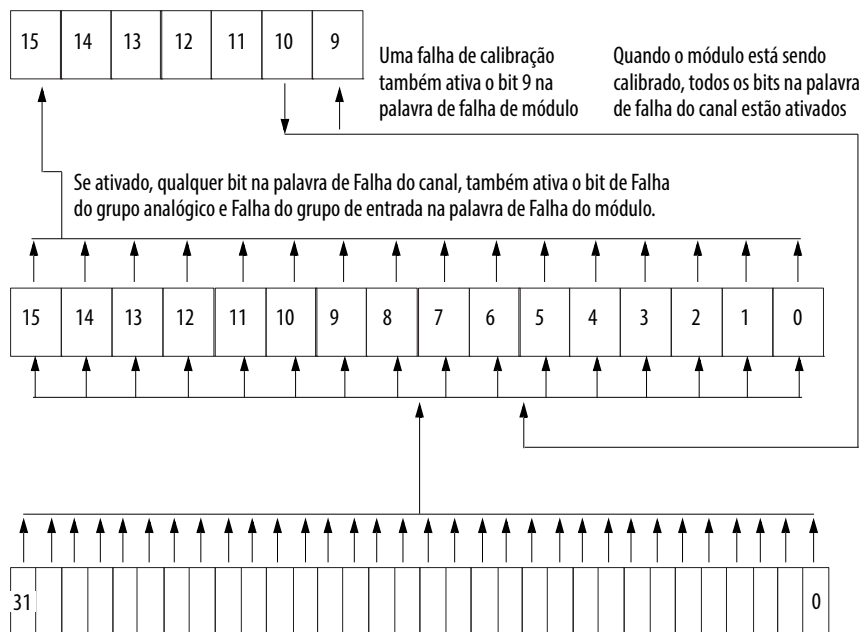 15 14 13 12 11 10 9
Uma falha de calibração
também ativa o bit 9 na
palavra de falha de módulo
Quando o módulo está sendo
calibrado, todos os bits na palavra
de falha do canal estão ativados
Se ativado, qualquer bit na palavra de Falha do canal, também ativa o bit de Falha
do grupo analógico e Falha do grupo de entrada na palavra de Falha do módulo.
15 14 13 12 11 10 9 8 7 6 5 4 3 2 1 0
31 0